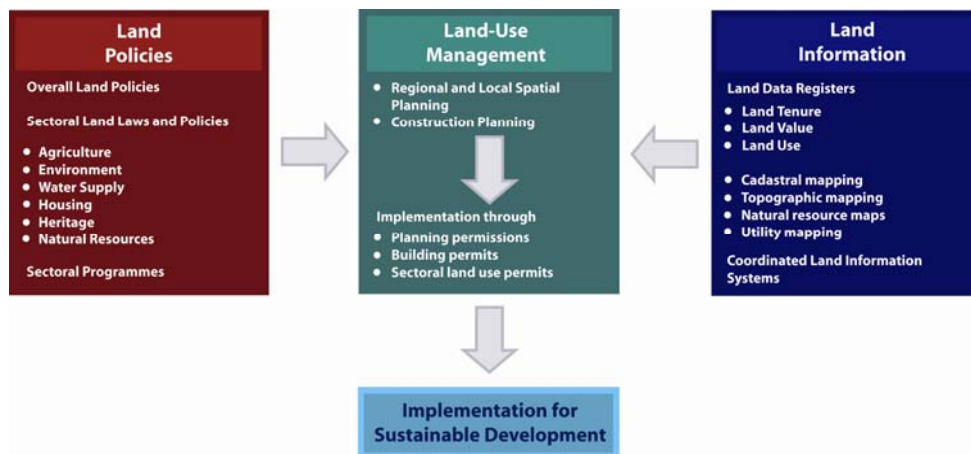 Land
Policies
Overall Land Policies
Sectoral Land Laws and Policies
Agriculture
Environment
Water Supply
Housing
Heritage
Natural Resources
Sectoral Programmes
Land-Use
Management
Regional and Local Spatial
Planning
Construction Planning
Implementation through
Planning permissions
Building permits
Sectoral land use permits
Land
Information
Land Data Registers
Land Tenure
Land Value
Land Use
Cadastral mapping
Topographic mapping
Natural resource maps
Utility mapping
Coordinated Land Information
Systems
Implementation for
Sustainable Development